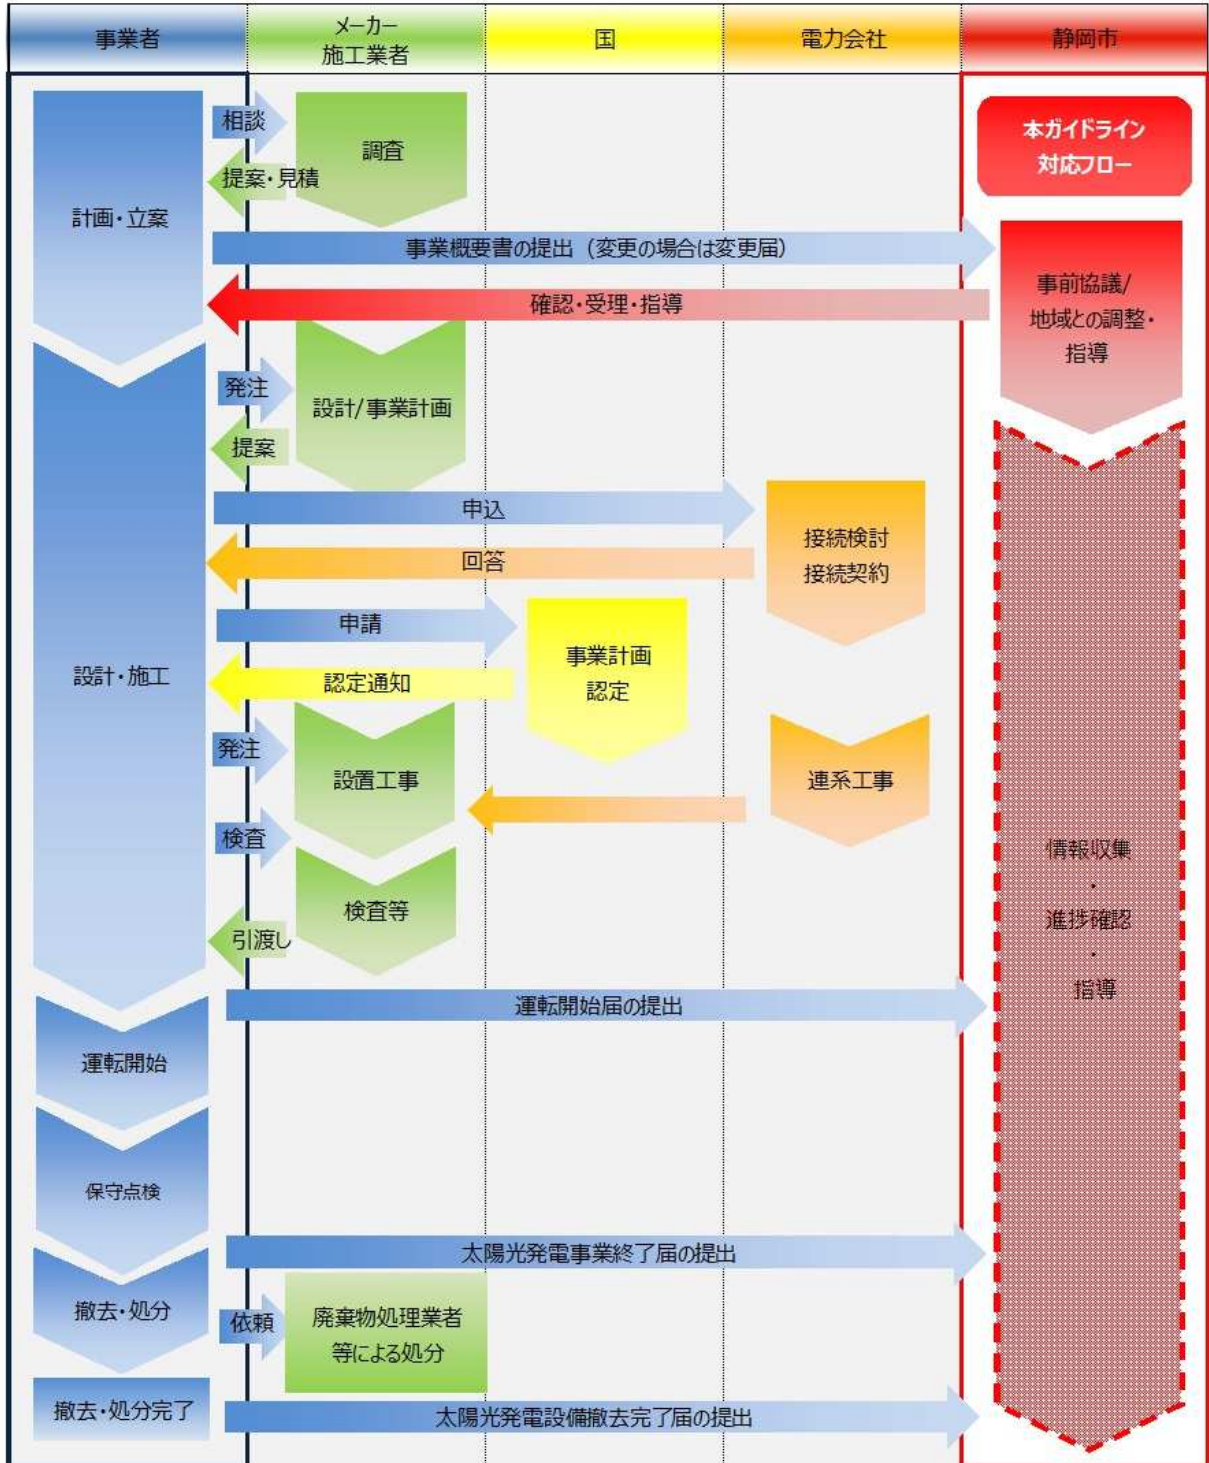 事業者
メーカー
施工業者
国
電力会社
静岡市
本ガイドライン
対応フロー
計画・立案
相談
調査
提案・見積
事業概要書の提出（変更の場合は変更届）
事前協議/
地域との調整・
指導
確認・受理・指導
発注
設計/事業計画
提案
申込
接続検討
接続契約
回答
申請
事業計画
認定
設計・施工
認定通知
発注
設置工事
連系工事
検査
検査等
引渡し
情報収集
・
進捗確認
・
指導
運転開始届の提出
運転開始
保守点検
太陽光発電事業終了届の提出
撤去・処分
依頼
廃棄物処理業者
等による処分
撤去・処分完了
太陽光発電設備撤去完了届の提出